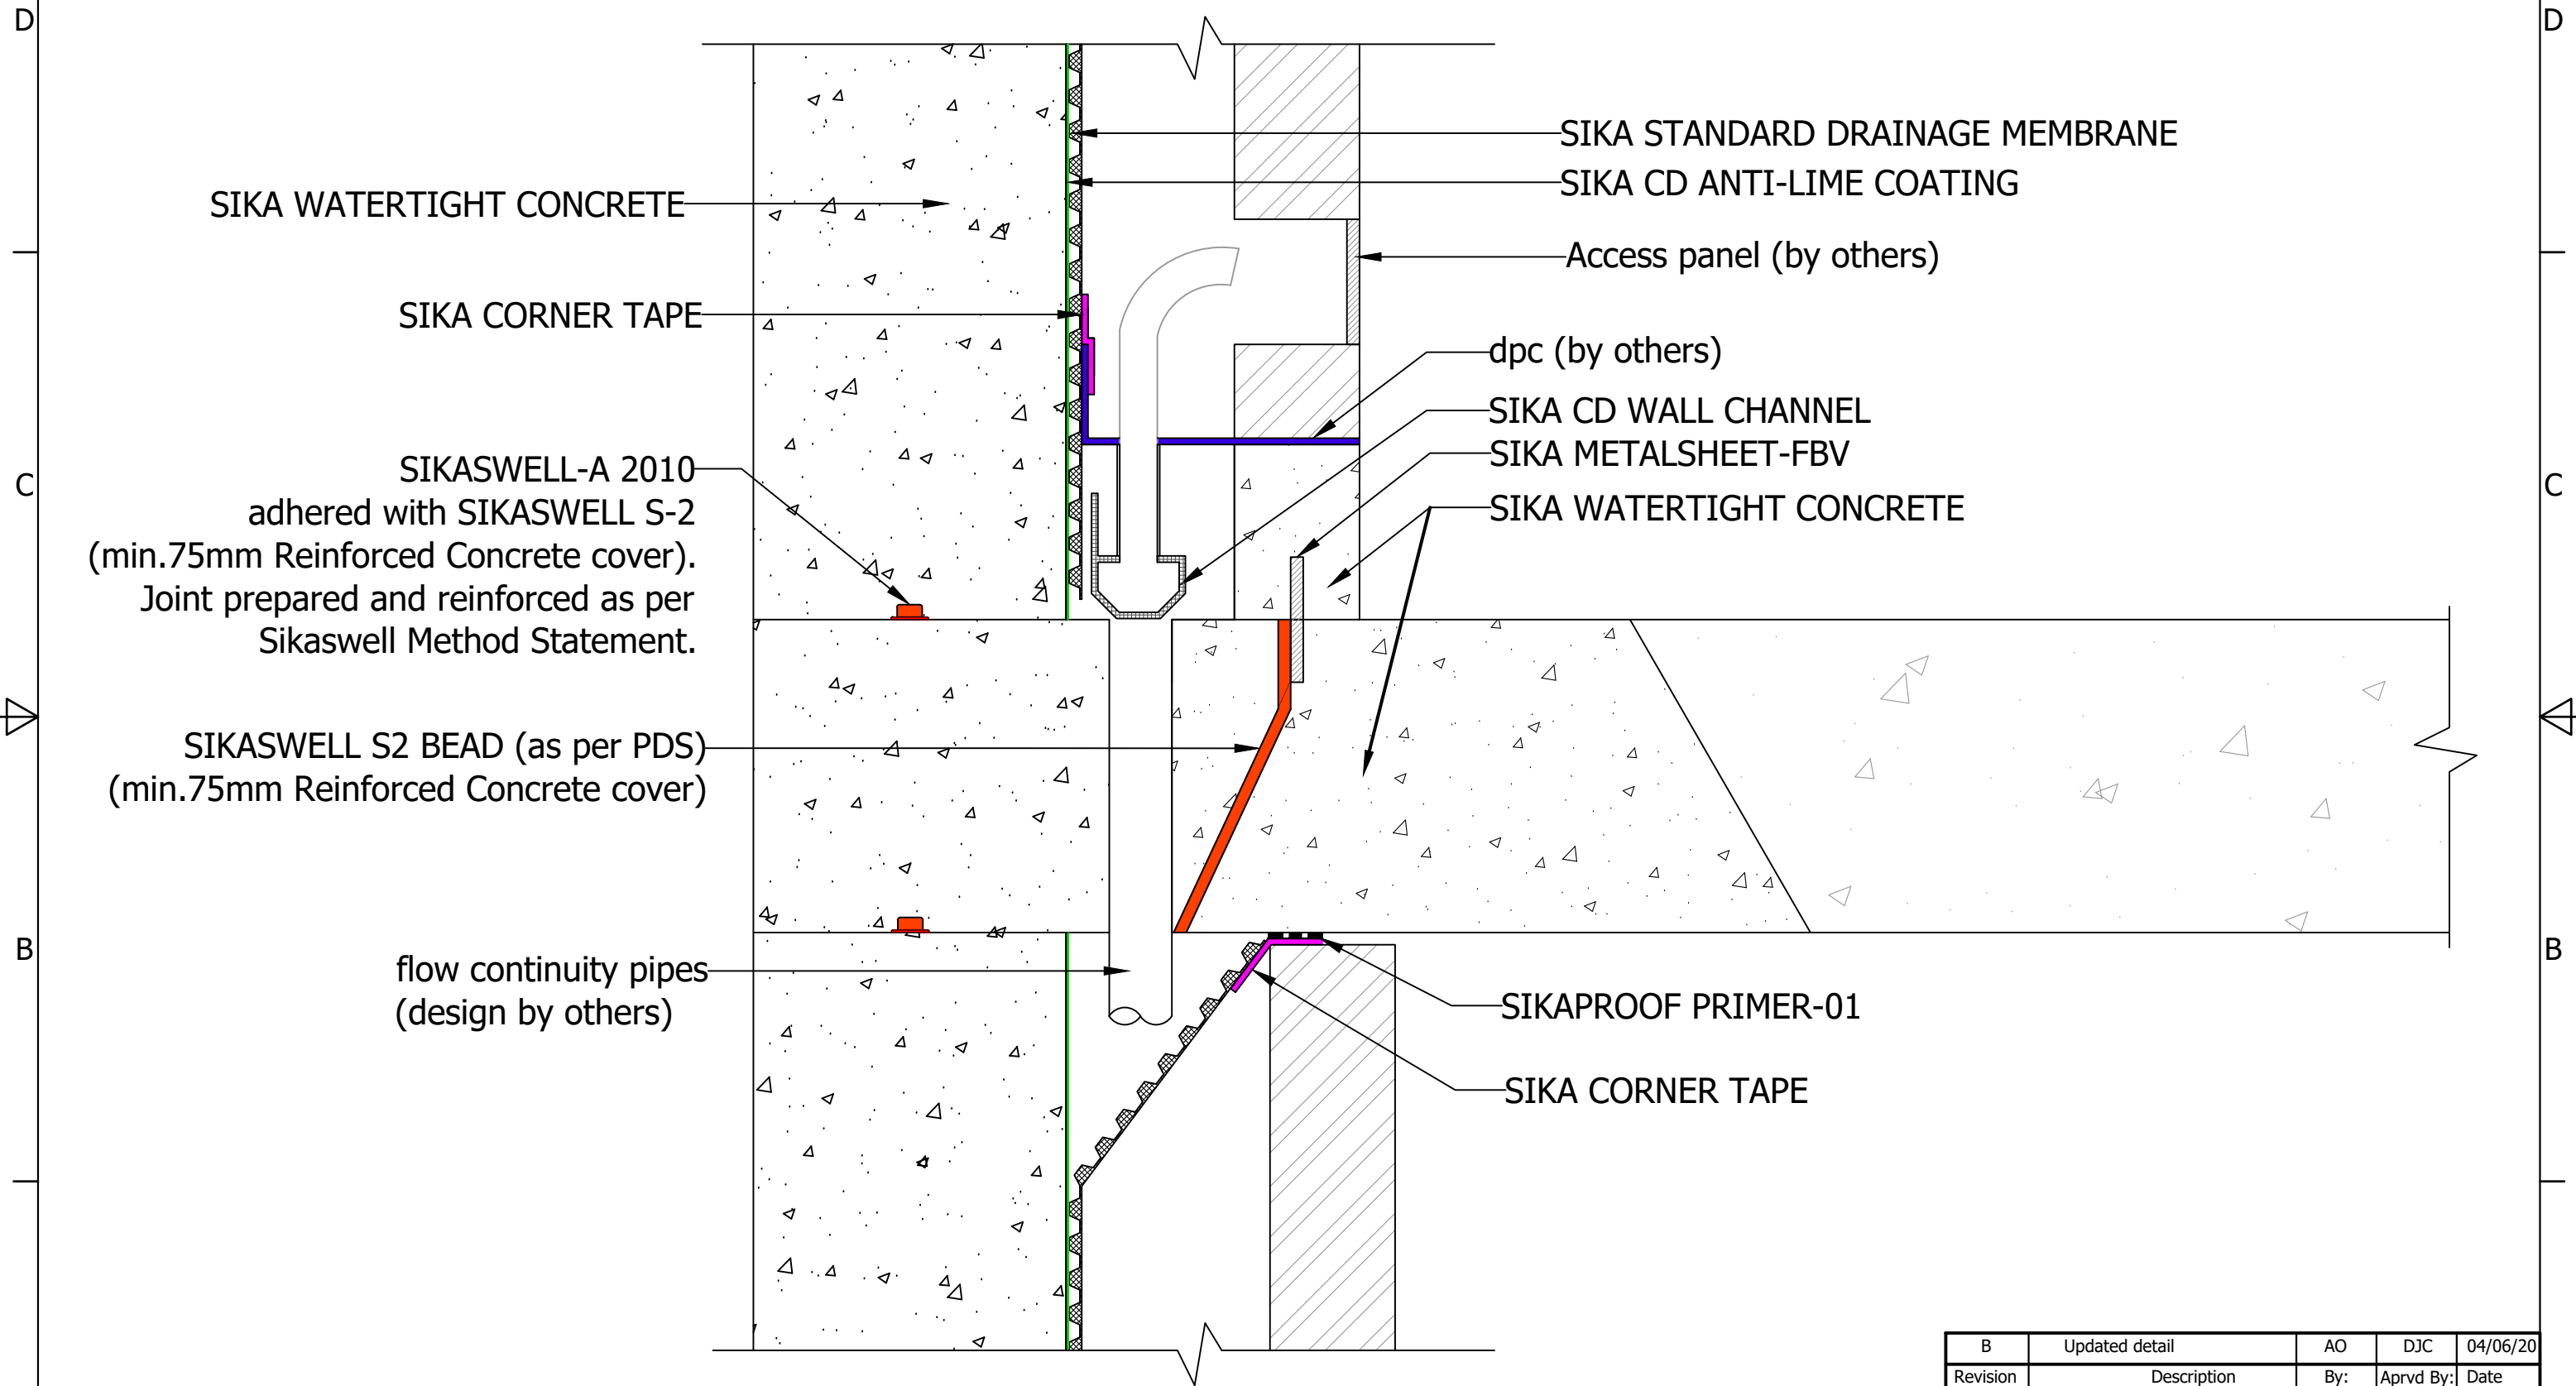 D
D
SIKA STANDARD DRAINAGE MEMBRANE
SIKA CD ANTI-LIME COATING
SIKA WATERTIGHT CONCRETE
Access panel (by others)
SIKA CORNER TAPE
dpc (by others)
SIKA CD WALL CHANNEL
SIKA METALSHEET-FBV
SIKA WATERTIGHT CONCRETE
C
C
SIKASWELL-A 2010
adhered with SIKASWELL S-2
(min.75mm Reinforced Concrete cover).
Joint prepared and reinforced as per
Sikaswell Method Statement.
SIKASWELL S2 BEAD (as per PDS)
(min.75mm Reinforced Concrete cover)
B
B
flow continuity pipes
(design by others)
SIKAPROOF PRIMER-01
SIKA CORNER TAPE
B Updated detail AO DJC 04/06/20
Revision Description By: Aprvd By: Date